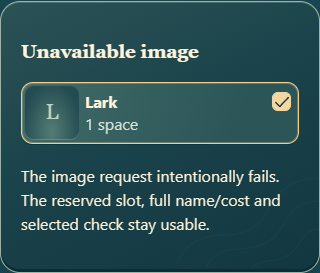 Unavailable image
L
Lark
1 space
The image request intentionally fails.
The reserved slot, full name/cost and
selected check stay usable.